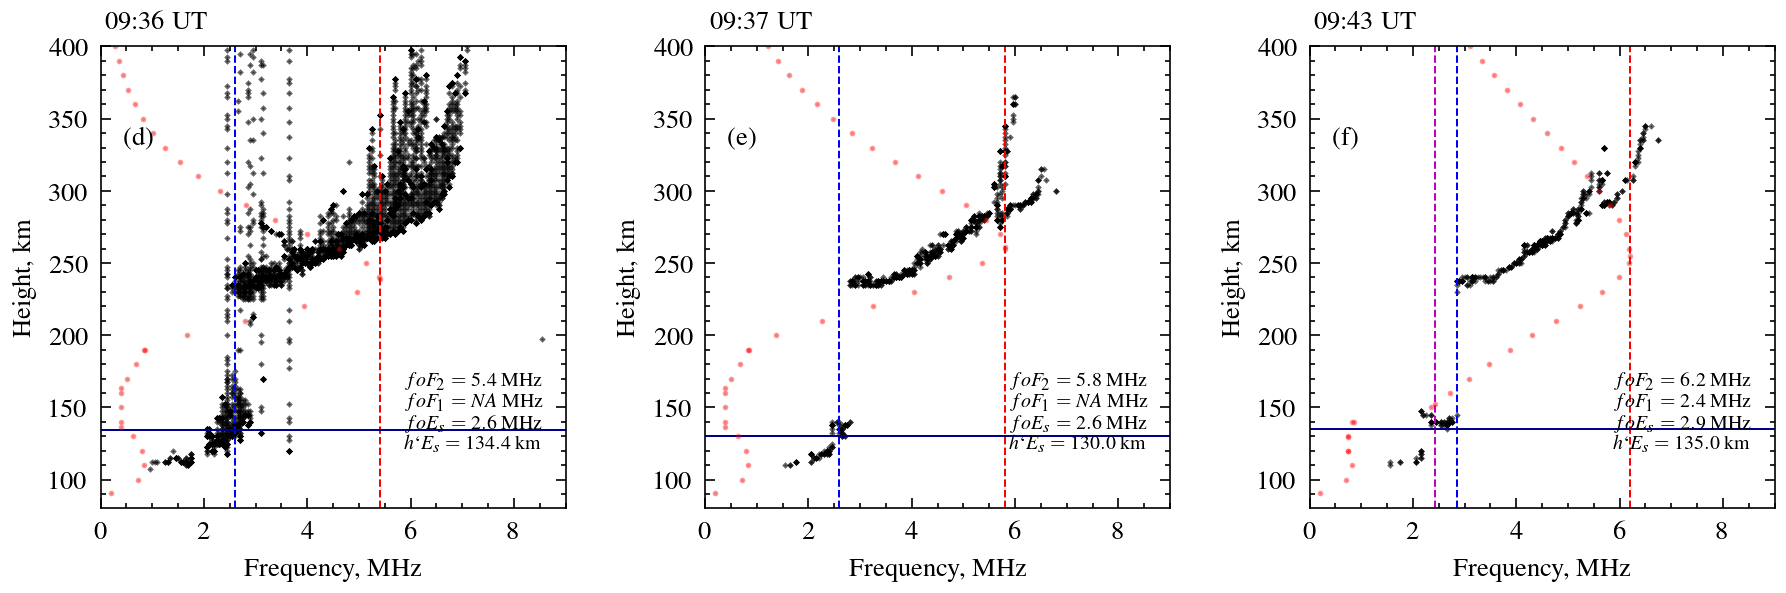 09:36 UT
400
350
300
250
200
150
100
Height, km
(d)
foF2 = 5.4 MHz
foF1 = NA MHz
foEs = 2.6 MHz
h‘Es = 134.4 km
0 2 4 6 8
Frequency, MHz
09:37 UT
400
350
300
250
200
150
100
Height, km
(e)
foF2 = 5.8 MHz
foF1 = NA MHz
foEs = 2.6 MHz
h‘Es = 130.0 km
0 2 4 6 8
Frequency, MHz
09:43 UT
400
350
300
250
200
150
100
Height, km
(f)
foF2 = 6.2 MHz
foF1 = 2.4 MHz
foEs = 2.9 MHz
h‘Es = 135.0 km
0 2 4 6 8
Frequency, MHz